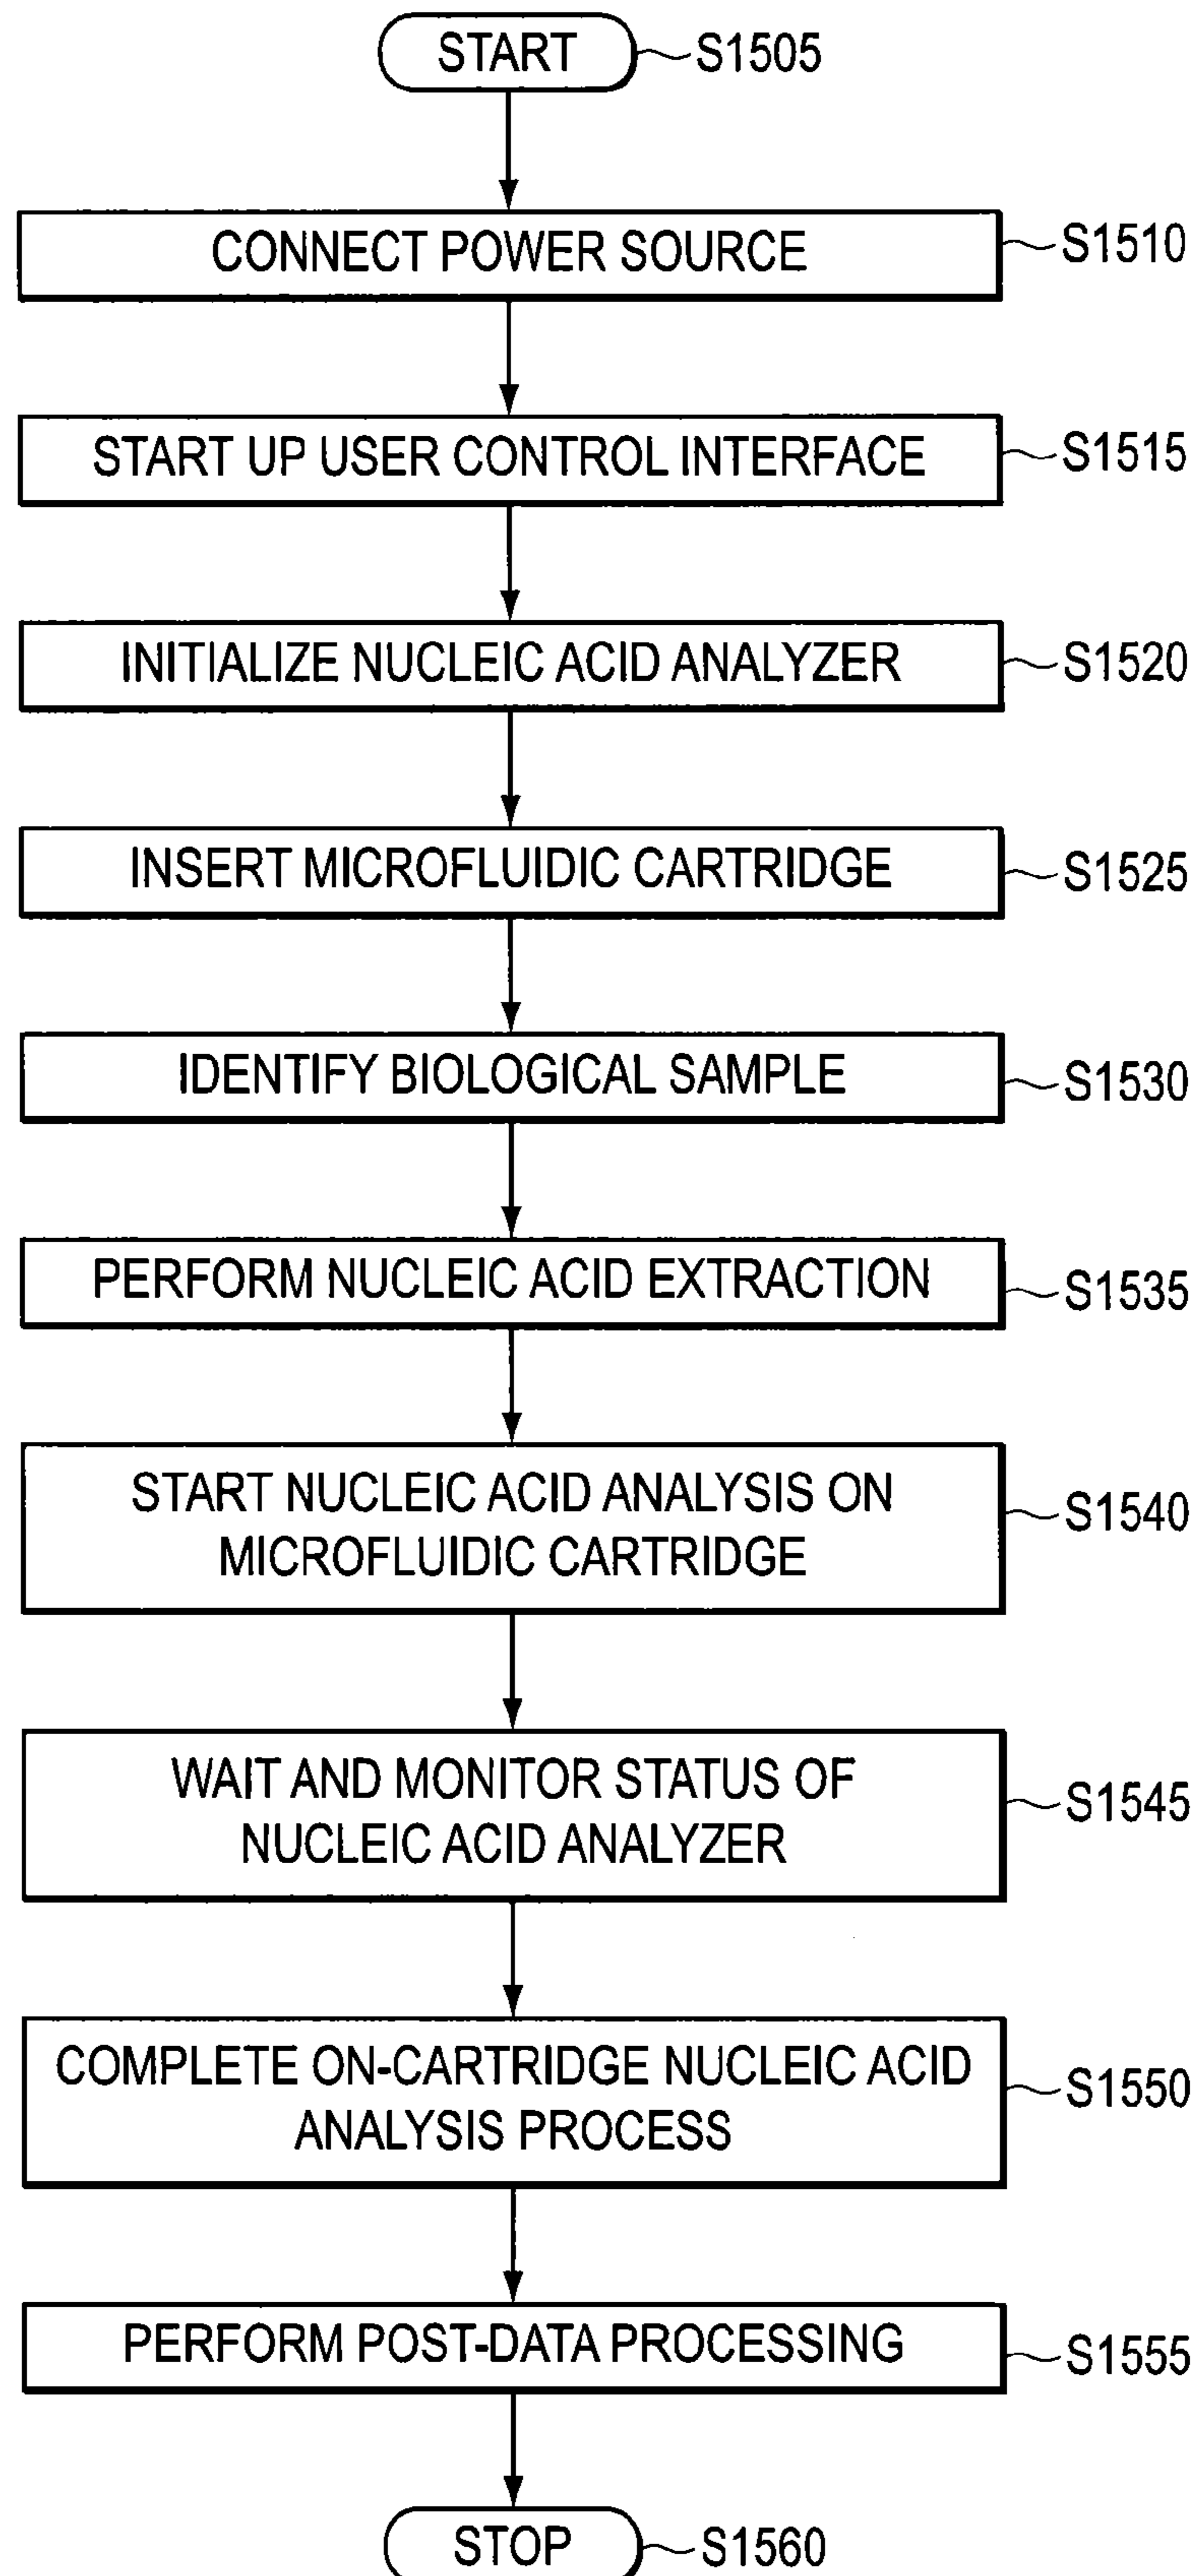 START
S1505
CONNECT POWER SOURCE
S1510
START UP USER CONTROL INTERFACE
S1515
INITIALIZE NUCLEIC ACID ANALYZER
S1520
INSERT MICROFLUIDIC CARTRIDGE
S1525
IDENTIFY BIOLOGICAL SAMPLE
S1530
PERFORM NUCLEIC ACID EXTRACTION
S1535
START NUCLEIC ACID ANALYSIS ON
MICROFLUIDIC CARTRIDGE
S1540
WAIT AND MONITOR STATUS OF
NUCLEIC ACID ANALYZER
S1545
COMPLETE ON-CARTRIDGE NUCLEIC ACID
ANALYSIS PROCESS
S1550
PERFORM POST-DATA PROCESSING
S1555
STOP
S1560